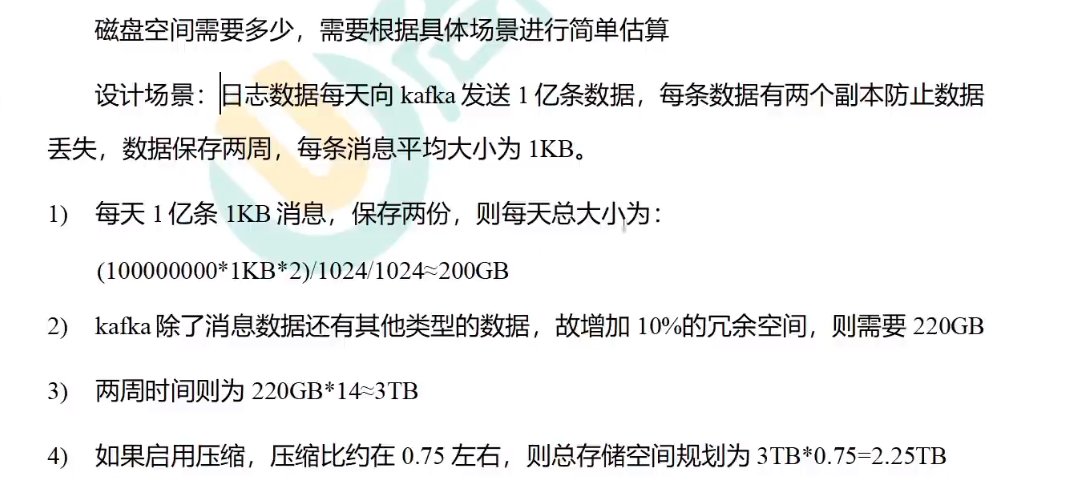 磁盘空间需要多少，需要根据具体场景进行简单估算
设计场景：日志数据每天向 kafka 发送 1 亿条数据，每条数据有两个副本防止数据
丢失，数据保存两周，每条消息平均大小为 1KB。
1) 每天 1 亿条 1KB 消息，保存两份，则每天总大小为：
(100000000*1KB*2)/1024/1024≈200GB
2) kafka 除了消息数据还有其他类型的数据，故增加 10%的冗余空间，则需要 220GB
3) 两周时间则为 220GB*14≈3TB
4) 如果启用压缩，压缩比约在 0.75 左右，则总存储空间规划为 3TB*0.75=2.25TB